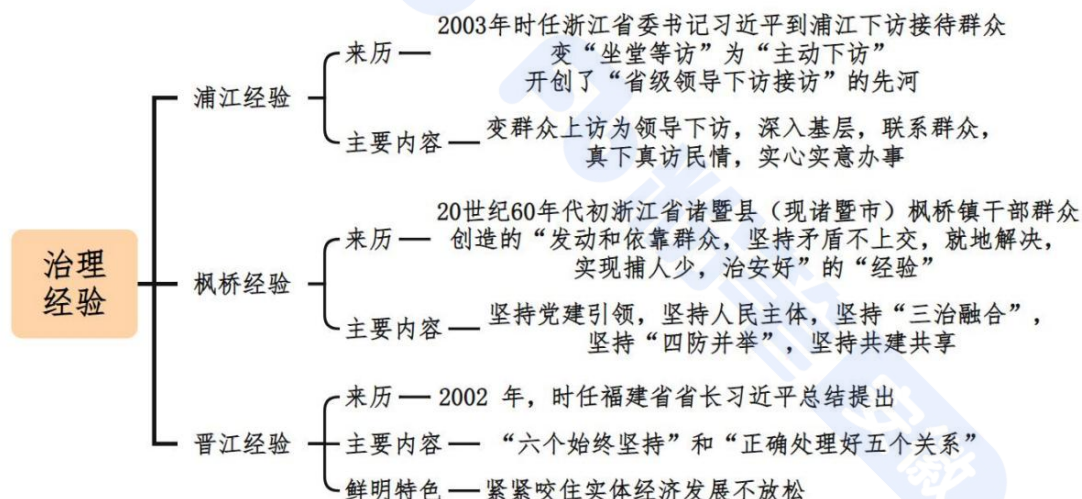 2003年时任浙江省委书记习近平到浦江下访接待群众
来历
变“坐堂等访”为“主动下访”
开创了“省级领导下访接访”的先河
浦江经验
主要内容
变群众上访为领导下访，深入基层，联系群众，
真下真访民情，实心实意办事
20世纪60年代初浙江省诸暨县（现诸暨市）枫桥镇干部群众
来历
创造的“发动和依靠群众，坚持矛盾不上交，就地解决，
实现捕人少，治安好”的“经验”
治理
经验
枫桥经验
主要内容
坚持党建引领，坚持人民主体，坚持“三治融合”，
坚持“四防并举”，坚持共建共享
来历
2002 年，时任福建省省长习近平总结提出
晋江经验
主要内容
“六个始终坚持”和“正确处理好五个关系”
鲜明特色
紧紧咬住实体经济发展不放松
安徽